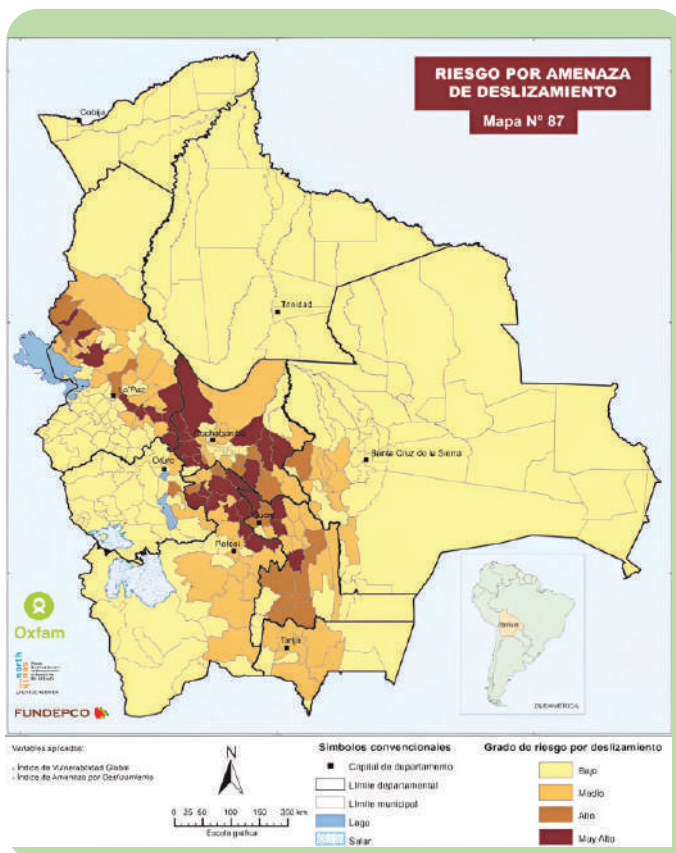 RIESGO POR AMENAZA
DE DESLIZAMIENTO
Mapa Nº 87
Cobija
Trinidad
La Paz
Cochabamba
Oruro
Santa Cruz de la Sierra
Sucre
Potosí
Tarija
Oxfam
north
FUNDEPCO
BOLIVIA
SUDAMERICA
Variables aplicadas:
- Índice de Vulnerabilidad Global
- Índice de Amenaza por Deslizamiento
N
0 25 50 100 150 200 km
Escala gráfica
Símbolos convencionales
Capital de departamento
Límite departamental
Límite municipal
Lago
Salar
Grado de riesgo por deslizamiento
Bajo
Medio
Alto
Muy Alto